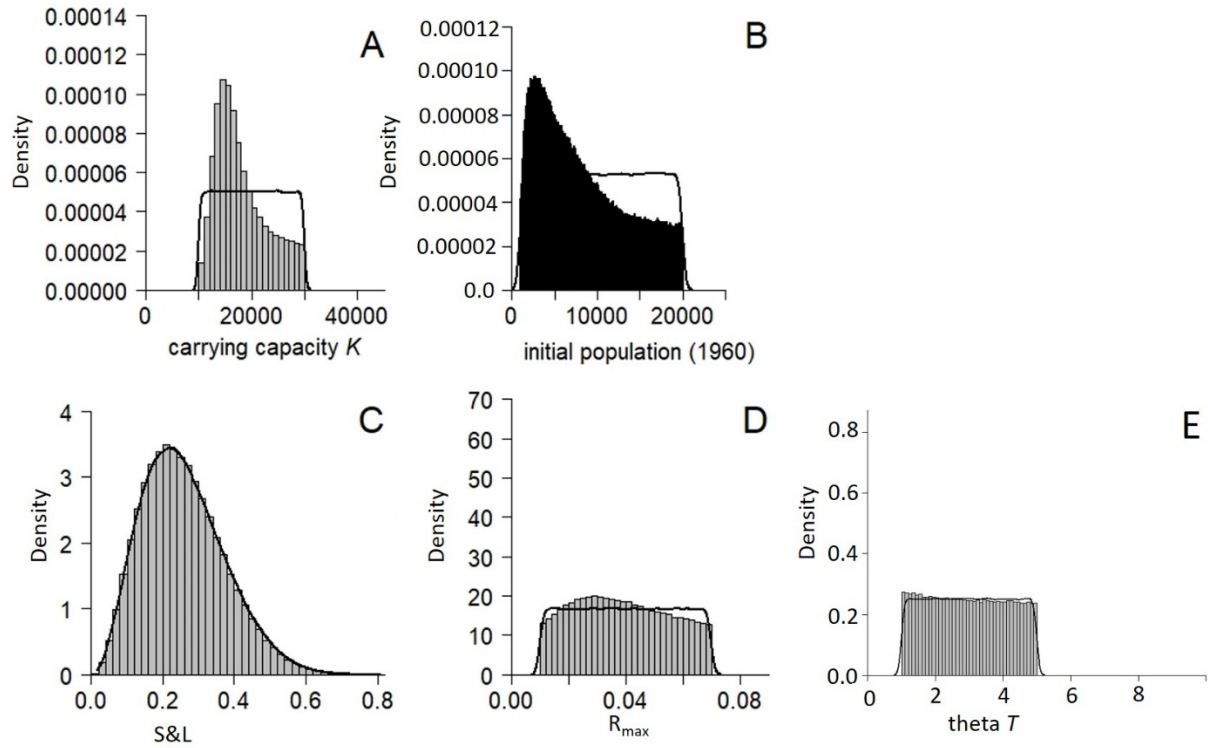 A
Density
0.00014
0.00012
0.00010
0.00008
0.00006
0.00004
0.00002
0.00000
0 20000 40000
carrying capacity K
B
Density
0.00012
0.00010
0.00008
0.00006
0.00004
0.00002
0.0
0 10000 20000
initial population (1960)
C
Density
4
3
2
1
0
0.0 0.2 0.4 0.6 0.8
S&L
D
Density
70
60
50
40
30
20
10
0
0.00 0.04 0.08
Rmax
E
Density
0.8
0.6
0.4
0.2
0.0
0 2 4 6 8
theta T